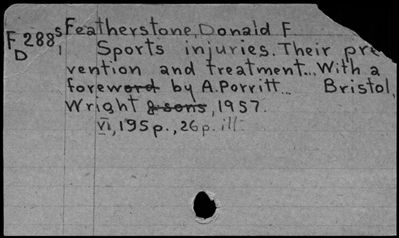 Featherstone, Donald F
F 288 s
D 1
Sports injuries. Their pre
vention and treatment... With a
foreword by A. Porritt... Bristol,
Wright & sons, 1957.
VI, 195 p., 26 p. ill.